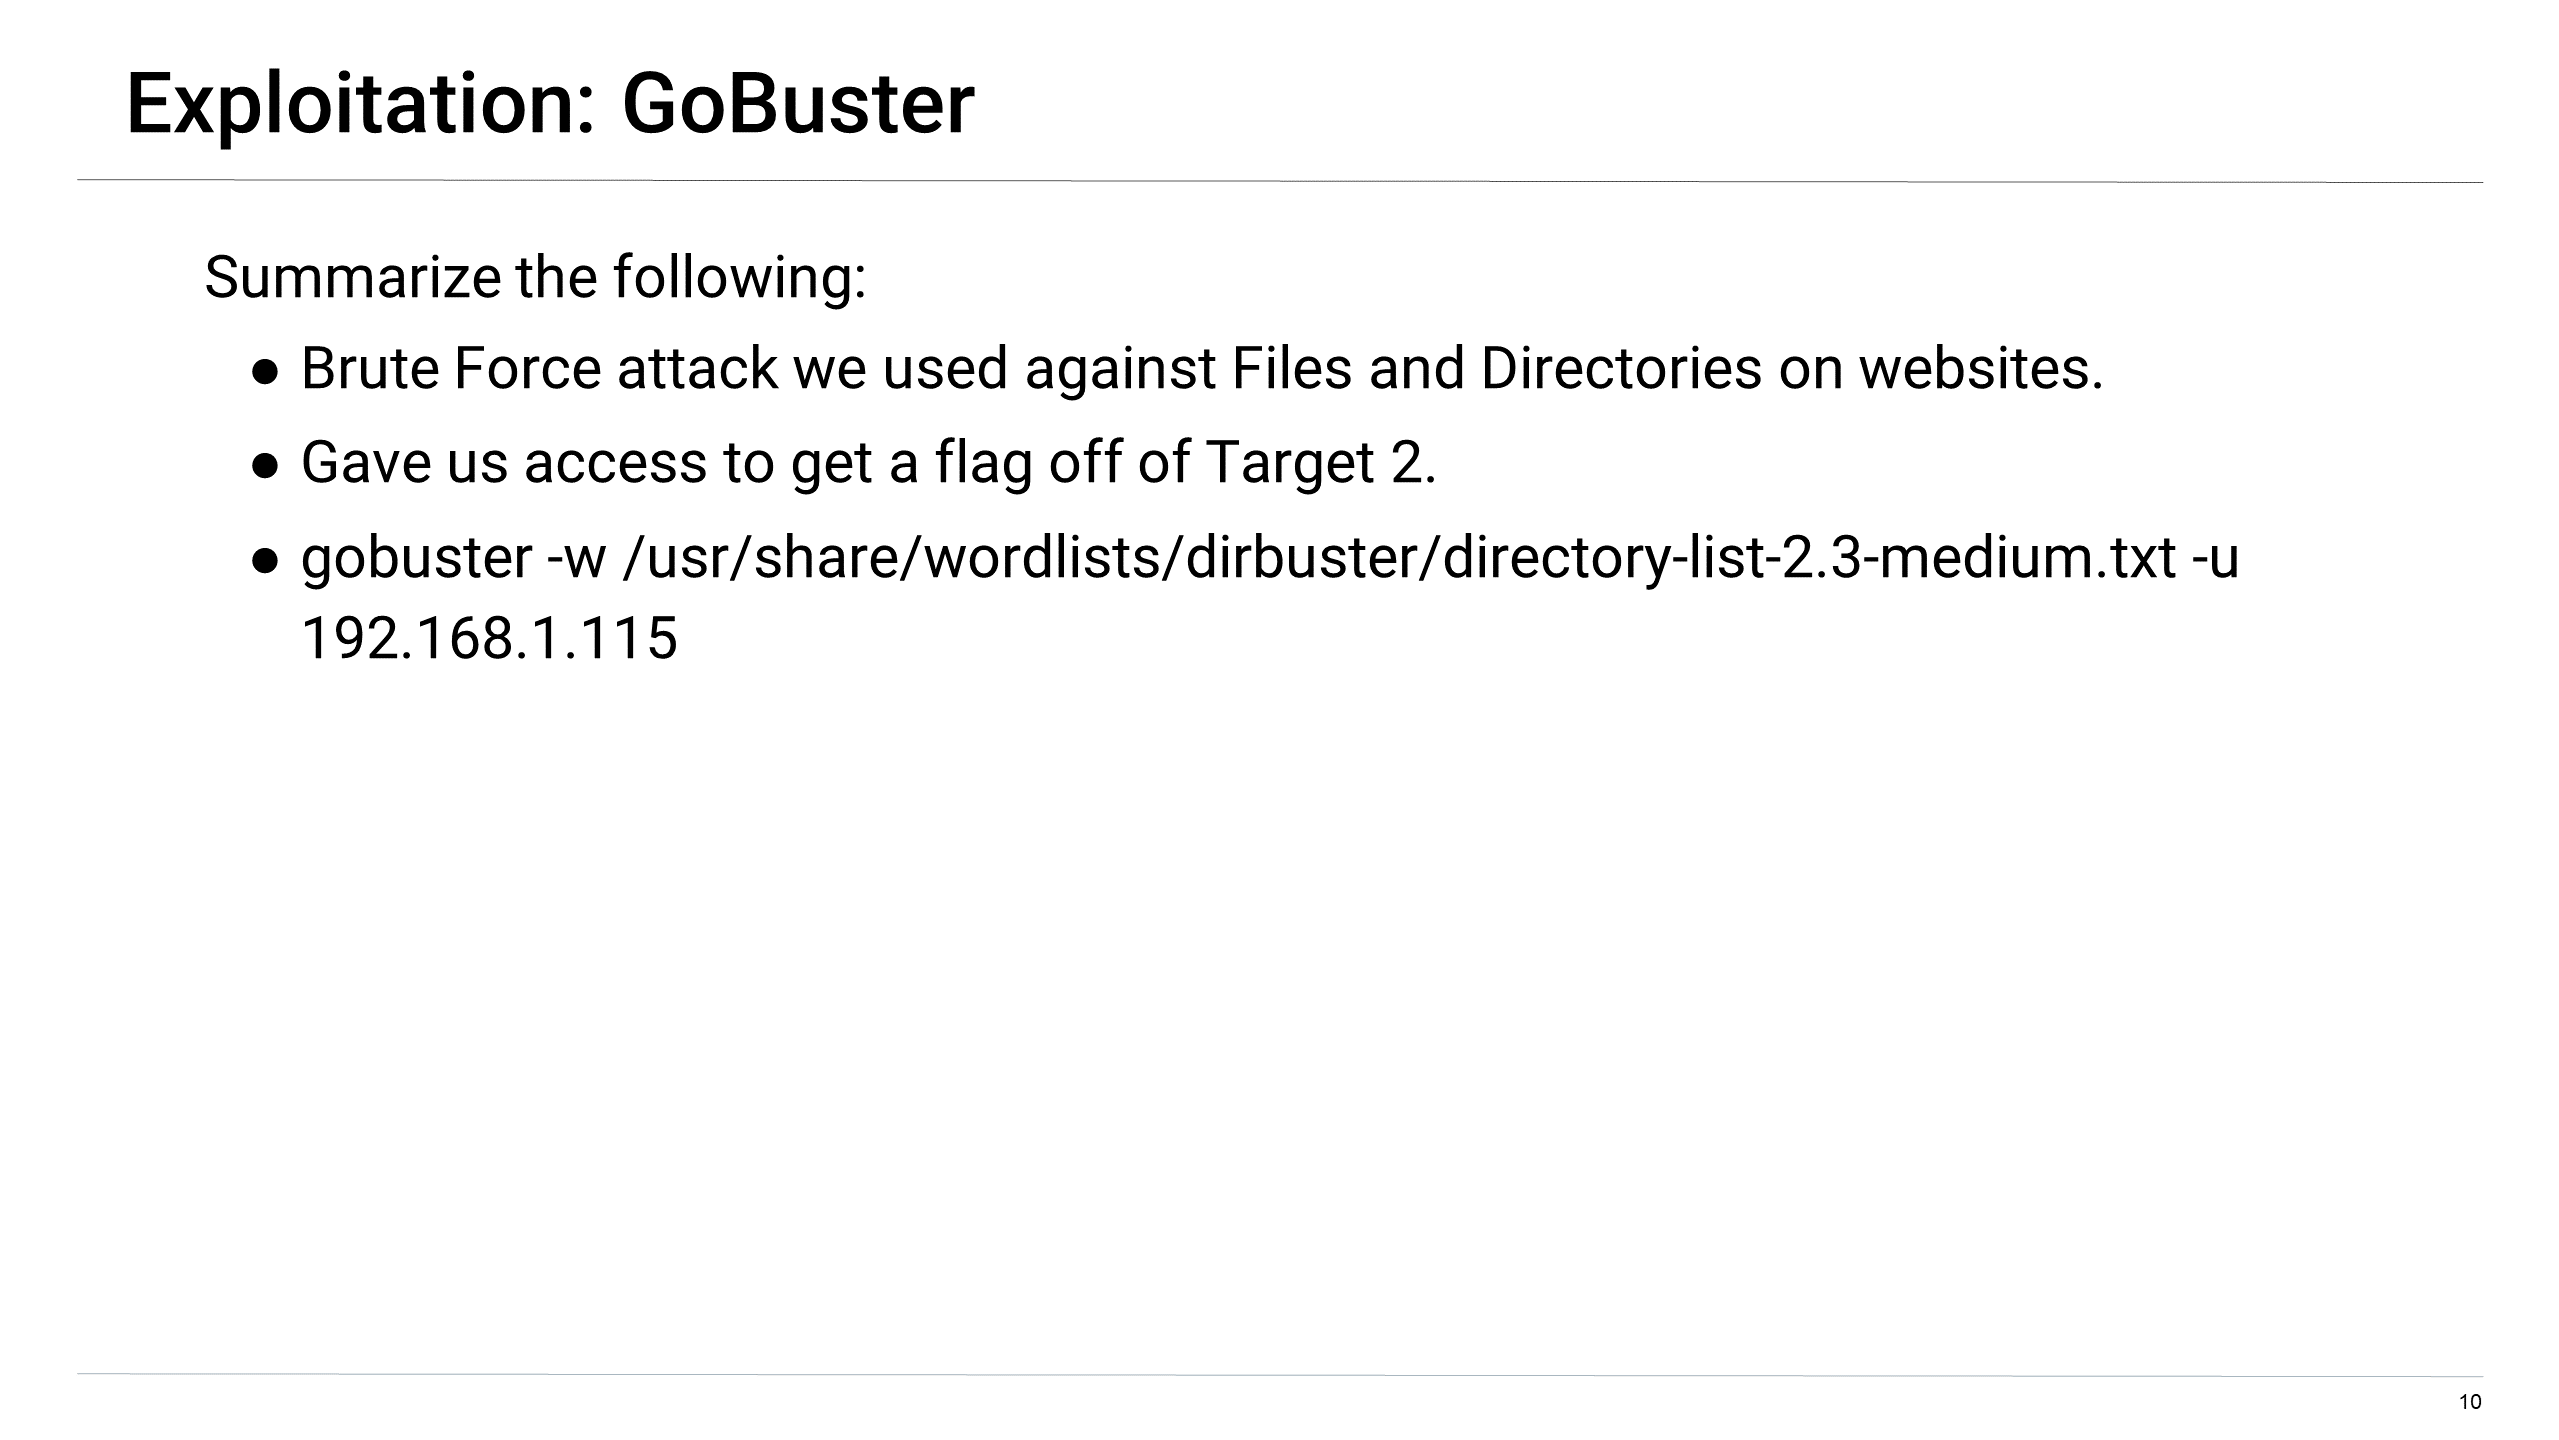 Exploitation: GoBuster
Summarize the following:
● Brute Force attack we used against Files and Directories on websites.
● Gave us access to get a flag off of Target 2.
● gobuster -w /usr/share/wordlists/dirbuster/directory-list-2.3-medium.txt -u
192.168.1.115
10